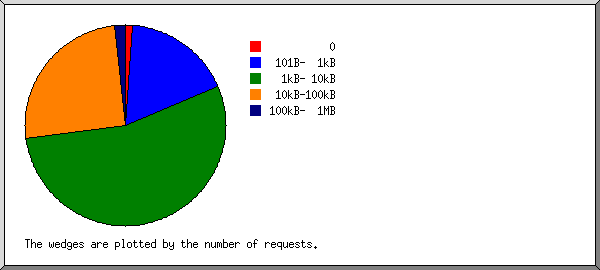 0
101B-  1kB
1kB- 10kB
10kB-100kB
100kB-  1MB
The wedges are plotted by the number of requests.